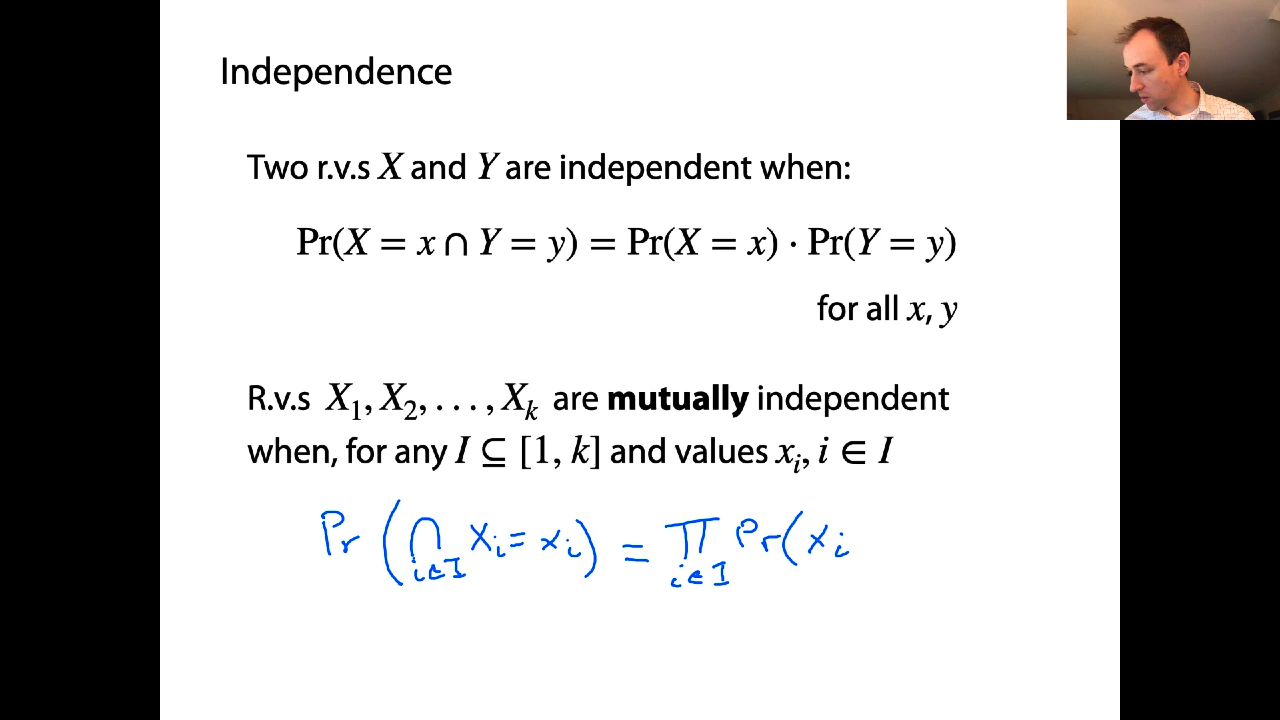 Independence
Two r.v.s X and Y are independent when:
Pr(X = x ∩ Y = y) = Pr(X = x) · Pr(Y = y)
for all x, y
R.v.s X₁, X₂, . . . , Xₖ are mutually independent
when, for any I ⊆ [1, k] and values xᵢ, i ∈ I
Pr (⋂_{i∈I} Xᵢ = xᵢ) = ∏_{i∈I} Pr(Xᵢ